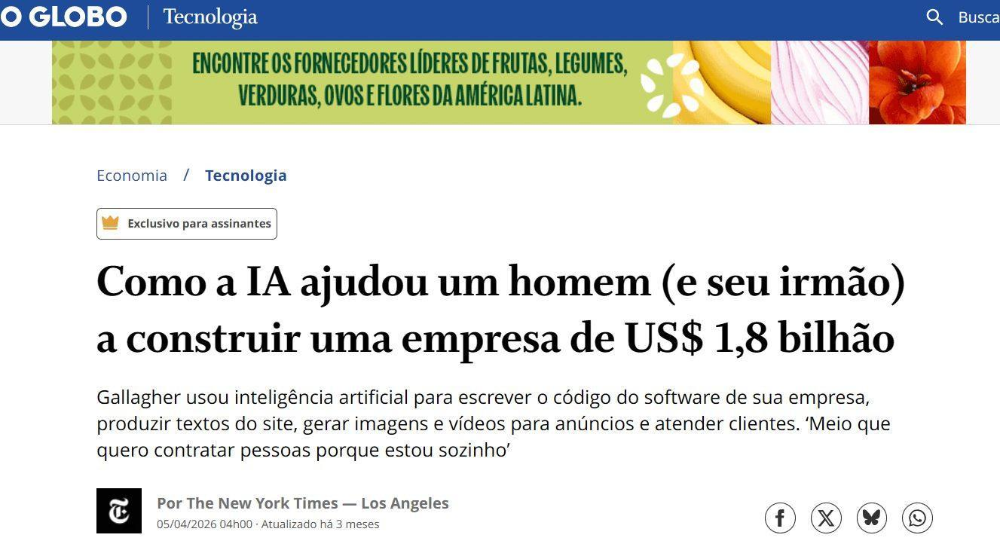 O GLOBO Tecnologia Busca
ENCONTRE OS FORNECEDORES LÍDERES DE FRUTAS, LEGUMES,
VERDURAS, OVOS E FLORES DA AMÉRICA LATINA.
Economia / Tecnologia
Exclusivo para assinantes
Como a IA ajudou um homem (e seu irmão)
a construir uma empresa de US$ 1,8 bilhão
Gallagher usou inteligência artificial para escrever o código do software de sua empresa,
produzir textos do site, gerar imagens e vídeos para anúncios e atender clientes. ‘Meio que
quero contratar pessoas porque estou sozinho’
Por The New York Times — Los Angeles
05/04/2026 04h00 · Atualizado há 3 meses